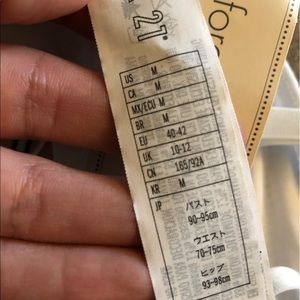 21
for
US M
CA M
MX/ECU M
BR M
EU 40-42
UK 10-12
CN 165/92A
KR M
JP
バスト
90-95cm
ウエスト
70-75cm
ヒップ
93-98cm